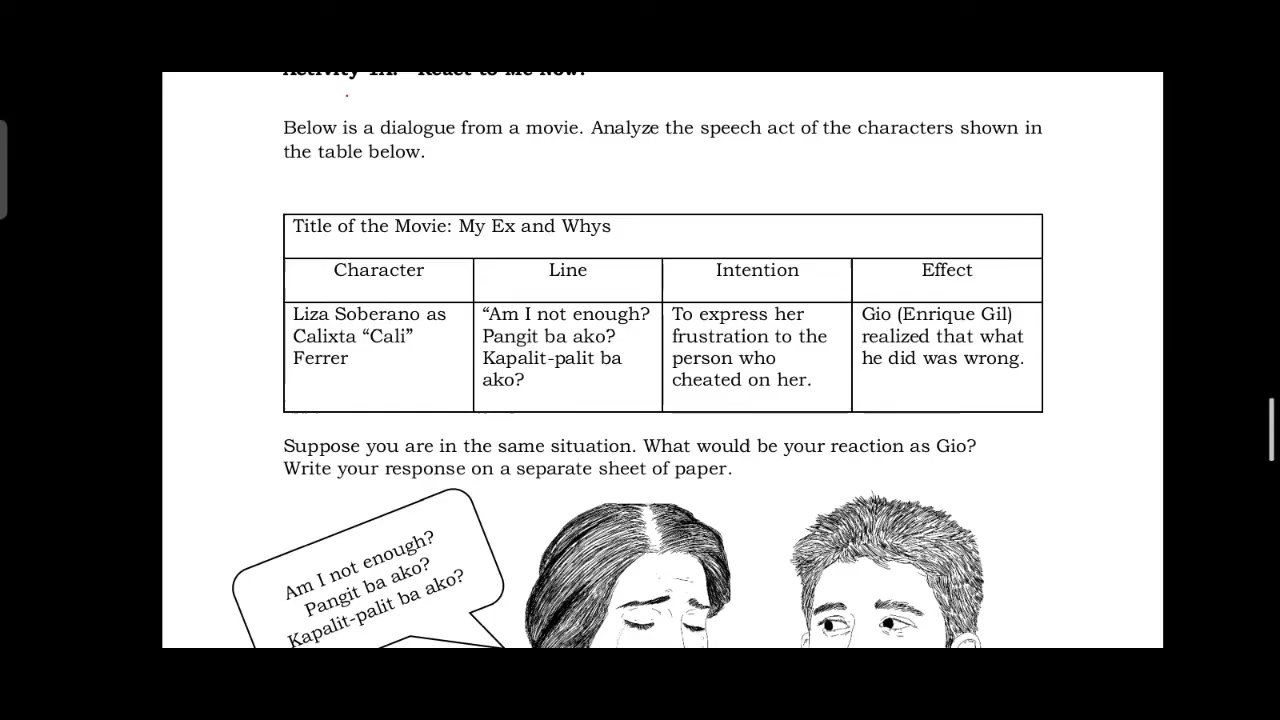 Below is a dialogue from a movie. Analyze the speech act of the characters shown in
the table below.
Title of the Movie: My Ex and Whys
Character
Line
Intention
Effect
Liza Soberano as
Calixta “Cali”
Ferrer
“Am I not enough?
Pangit ba ako?
Kapalit-palit ba
ako?
To express her
frustration to the
person who
cheated on her.
Gio (Enrique Gil)
realized that what
he did was wrong.
Suppose you are in the same situation. What would be your reaction as Gio?
Write your response on a separate sheet of paper.
Am I not enough?
Pangit ba ako?
Kapalit-palit ba ako?